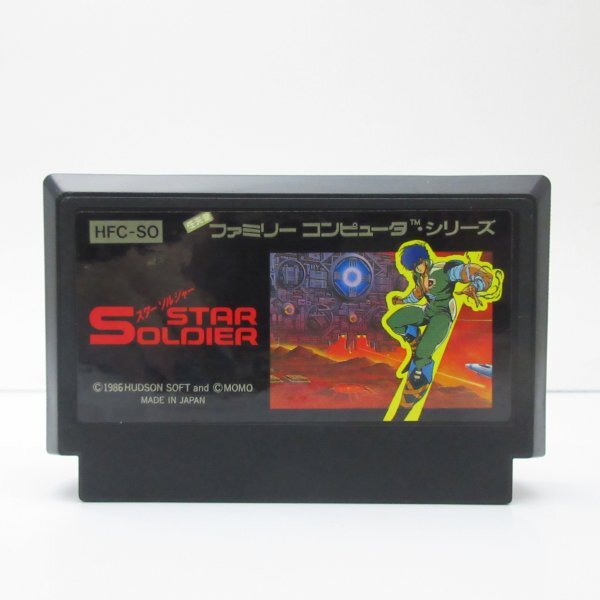 HFC-SO
ファミリー コンピュータ™・シリーズ
スターソルジャー
STAR
SOLDIER
©1986 HUDSON SOFT and ©MOMO
MADE IN JAPAN